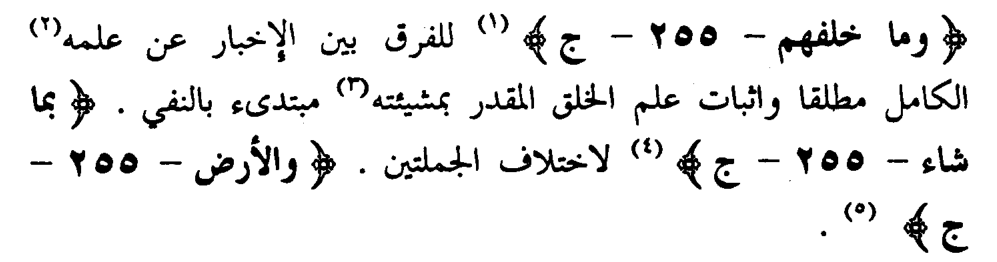 ﴿ وما خلفهم – ٢٥٥ – ج ﴾ (١) للفرق بين الإخبار عن علمه(٢)
الكامل مطلقا واثبات علم الخلق المقدر بمشيئته(٣) مبتدىء بالنفي . ﴿ بما
شاء – ٢٥٥ – ج ﴾ (٤) لاختلاف الجملتين . ﴿ والأرض – ٢٥٥ –
ج ﴾ (٥) .